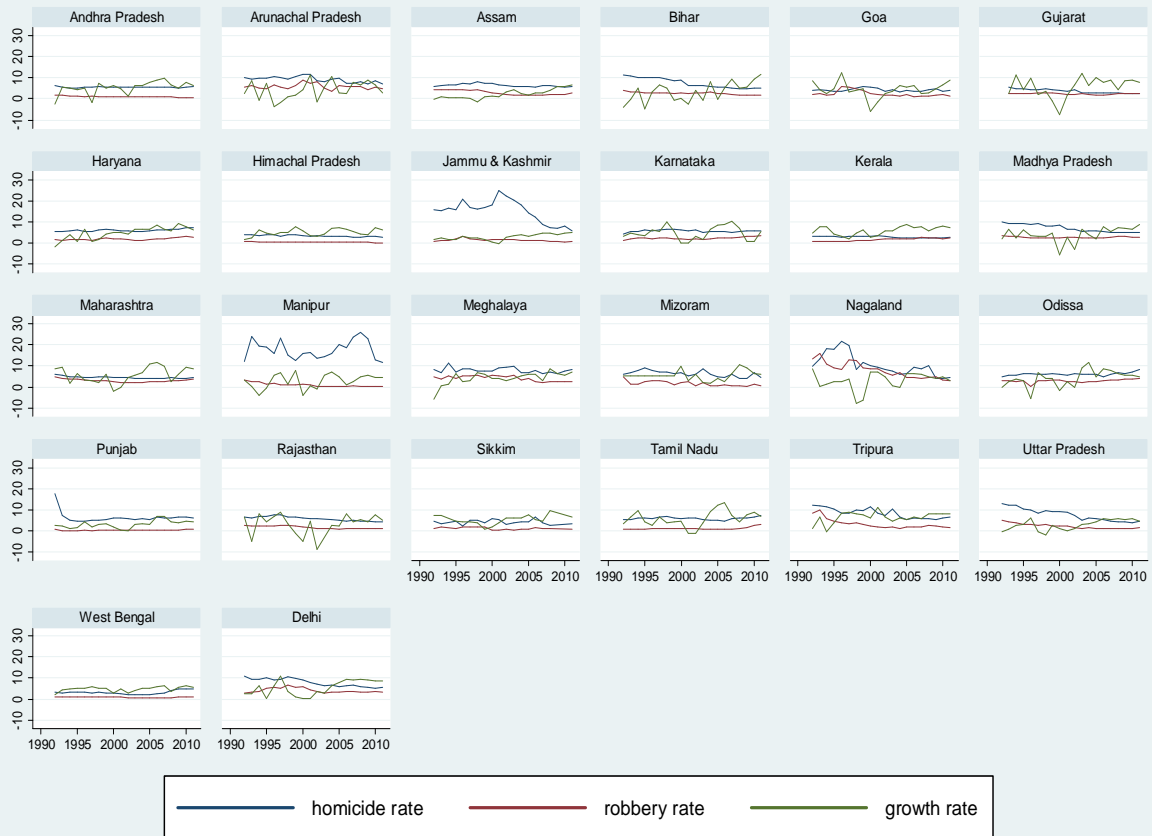 Andhra Pradesh Arunachal Pradesh Assam Bihar Goa Gujarat
-10 0 10 20 30
Haryana Himachal Pradesh Jammu & Kashmir Karnataka Kerala Madhya Pradesh
-10 0 10 20 30
Maharashtra Manipur Meghalaya Mizoram Nagaland Odissa
-10 0 10 20 30
Punjab Rajasthan Sikkim Tamil Nadu Tripura Uttar Pradesh
-10 0 10 20 30
1990 1995 2000 2005 2010 1990 1995 2000 2005 2010 1990 1995 2000 2005 2010 1990 1995 2000 2005 2010
West Bengal Delhi
-10 0 10 20 30
1990 1995 2000 2005 2010 1990 1995 2000 2005 2010
homicide rate robbery rate growth rate